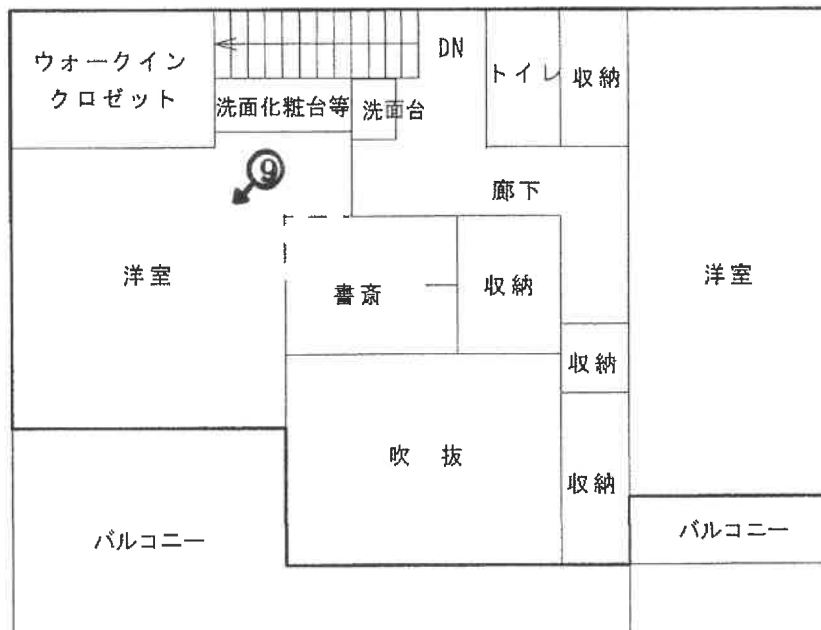 ウォークイン
クロゼット
DN
トイレ
収納
洗面化粧台等
洗面台
⑨
廊下
洋室
書斎
収納
洋室
収納
吹 抜
収納
バルコニー
バルコニー